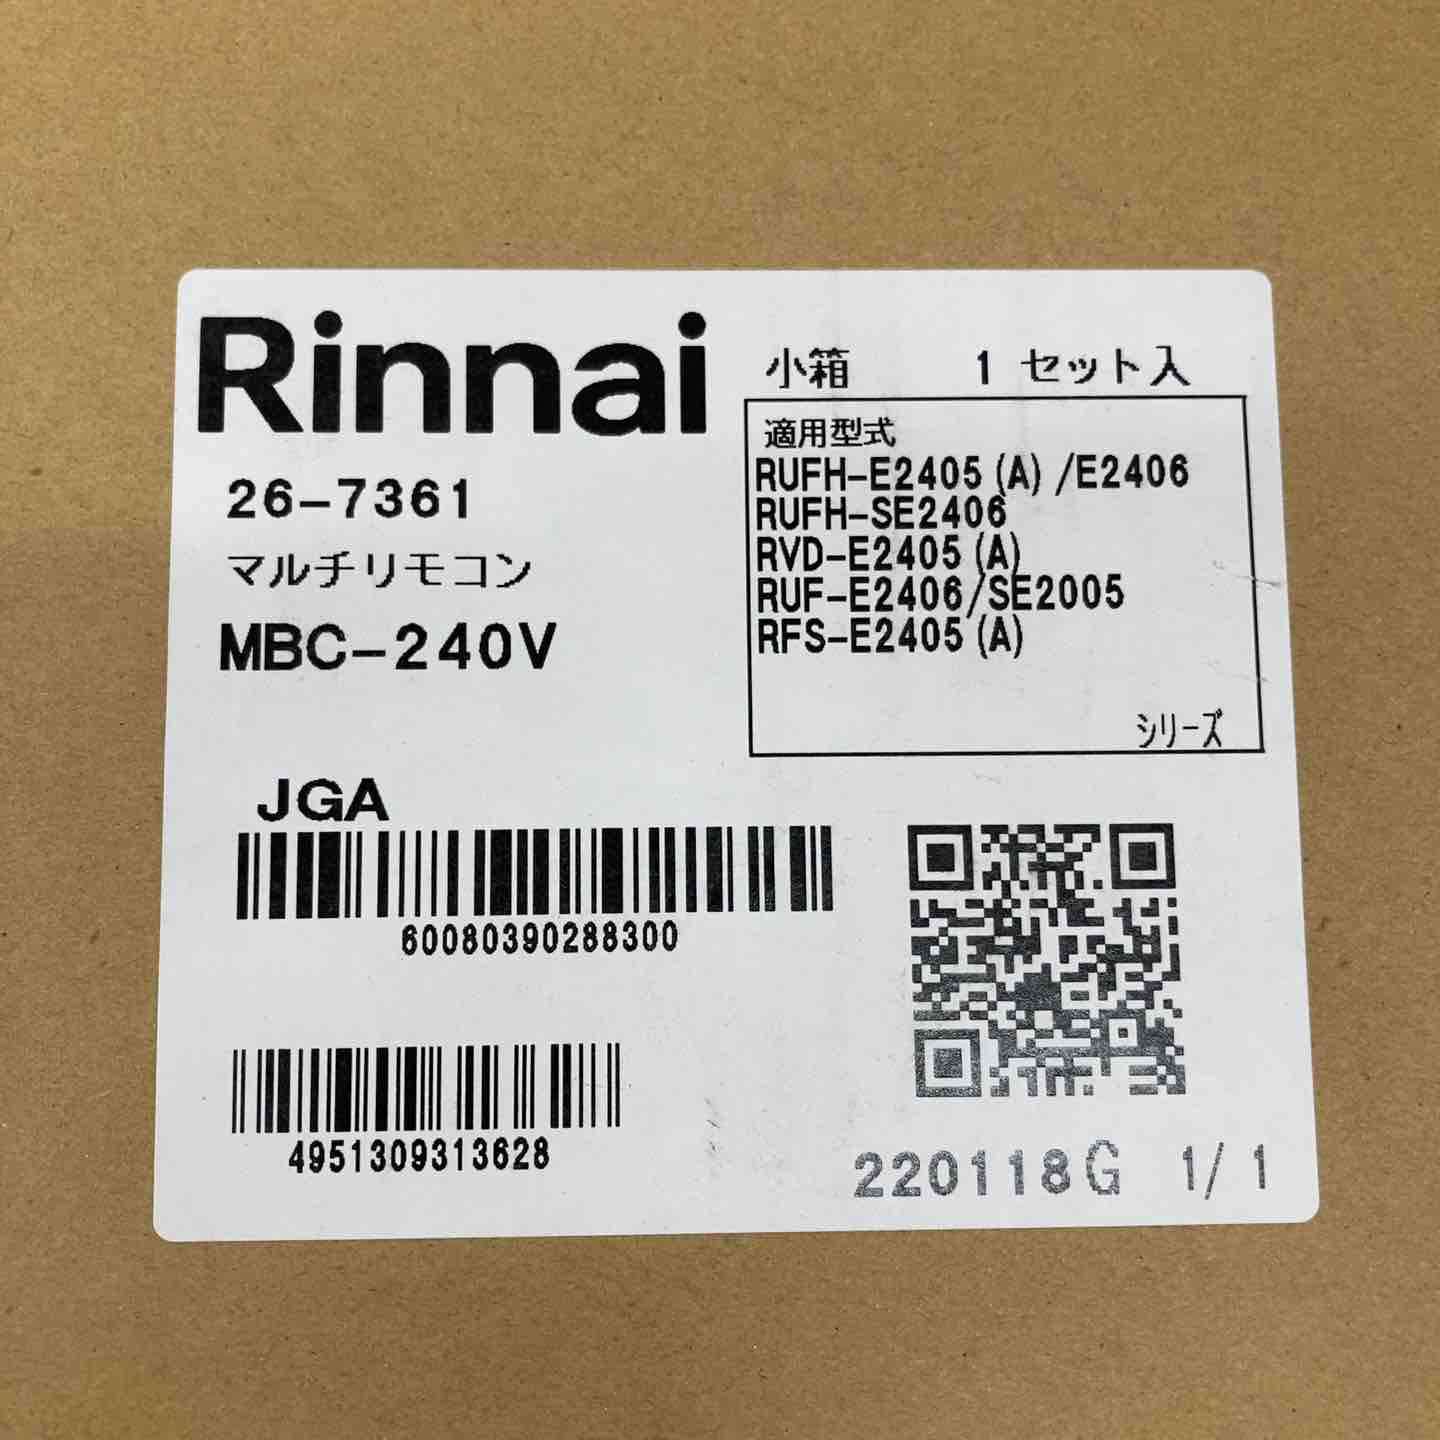 Rinnai
26-7361
マルチリモコン
MBC-240V
小箱 1 セット入
適用型式
RUFH-E2405(A)/E2406
RUFH-SE2406
RVD-E2405(A)
RUF-E2406/SE2005
RFS-E2405(A)
シリーズ
JGA
60080390288300
4951309313628
220118G 1/1